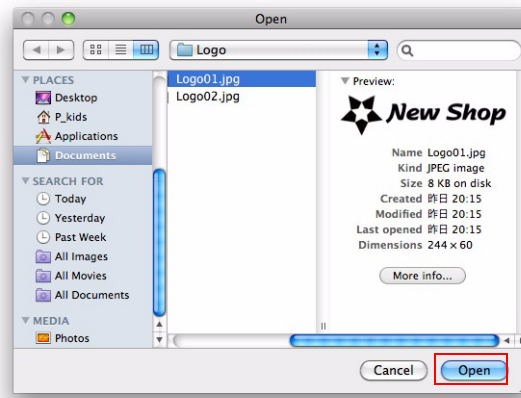 Open
Logo
PLACES
Desktop
P_kids
Applications
Documents
SEARCH FOR
Today
Yesterday
Past Week
All Images
All Movies
All Documents
MEDIA
Photos
Logo01.jpg
Logo02.jpg
Preview:
New Shop
Name Logo01.jpg
Kind JPEG image
Size 8 KB on disk
Created 昨日 20:15
Modified 昨日 20:15
Last opened 昨日 20:15
Dimensions 244 × 60
More info...
Cancel
Open